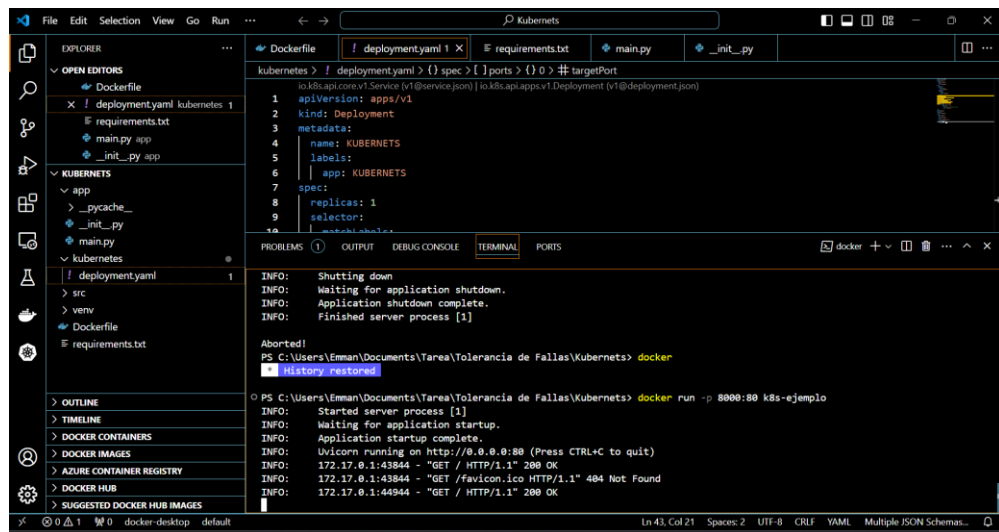 File Edit Selection View Go Run ··· ← → Kubernets
EXPLORER ···
OPEN EDITORS
Dockerfile
× ! deployment.yaml kubernetes 1
requirements.txt
main.py app
__init__.py app
KUBERNETS
app
__pycache__
__init__.py
main.py
kubernetes
! deployment.yaml 1
src
venv
Dockerfile
requirements.txt
OUTLINE
TIMELINE
DOCKER CONTAINERS
DOCKER IMAGES
AZURE CONTAINER REGISTRY
DOCKER HUB
SUGGESTED DOCKER HUB IMAGES
Dockerfile ! deployment.yaml 1 × requirements.txt main.py __init__.py ···
kubernetes > ! deployment.yaml > {} spec > [ ] ports > {} 0 > # targetPort
io.k8s.api.core.v1.Service (v1@service.json) | io.k8s.api.apps.v1.Deployment (v1@deployment.json)
1 apiVersion: apps/v1
2 kind: Deployment
3 metadata:
4 name: KUBERNETS
5 labels:
6 app: KUBERNETS
7 spec:
8 replicas: 1
9 selector:
10 matchLabels:
PROBLEMS 1 OUTPUT DEBUG CONSOLE TERMINAL PORTS docker + ···
INFO: Shutting down
INFO: Waiting for application shutdown.
INFO: Application shutdown complete.
INFO: Finished server process [1]
Aborted!
PS C:\Users\Emman\Documents\Tarea\Tolerancia de Fallas\Kubernets> docker
* History restored
PS C:\Users\Emman\Documents\Tarea\Tolerancia de Fallas\Kubernets> docker run -p 8000:80 k8s-ejemplo
INFO: Started server process [1]
INFO: Waiting for application startup.
INFO: Application startup complete.
INFO: Uvicorn running on http://0.0.0.0:80 (Press CTRL+C to quit)
INFO: 172.17.0.1:43844 - "GET / HTTP/1.1" 200 OK
INFO: 172.17.0.1:43844 - "GET /favicon.ico HTTP/1.1" 404 Not Found
INFO: 172.17.0.1:44944 - "GET / HTTP/1.1" 200 OK
0 1 0 docker-desktop default Ln 43, Col 21 Spaces: 2 UTF-8 CRLF YAML Multiple JSON Schemas...